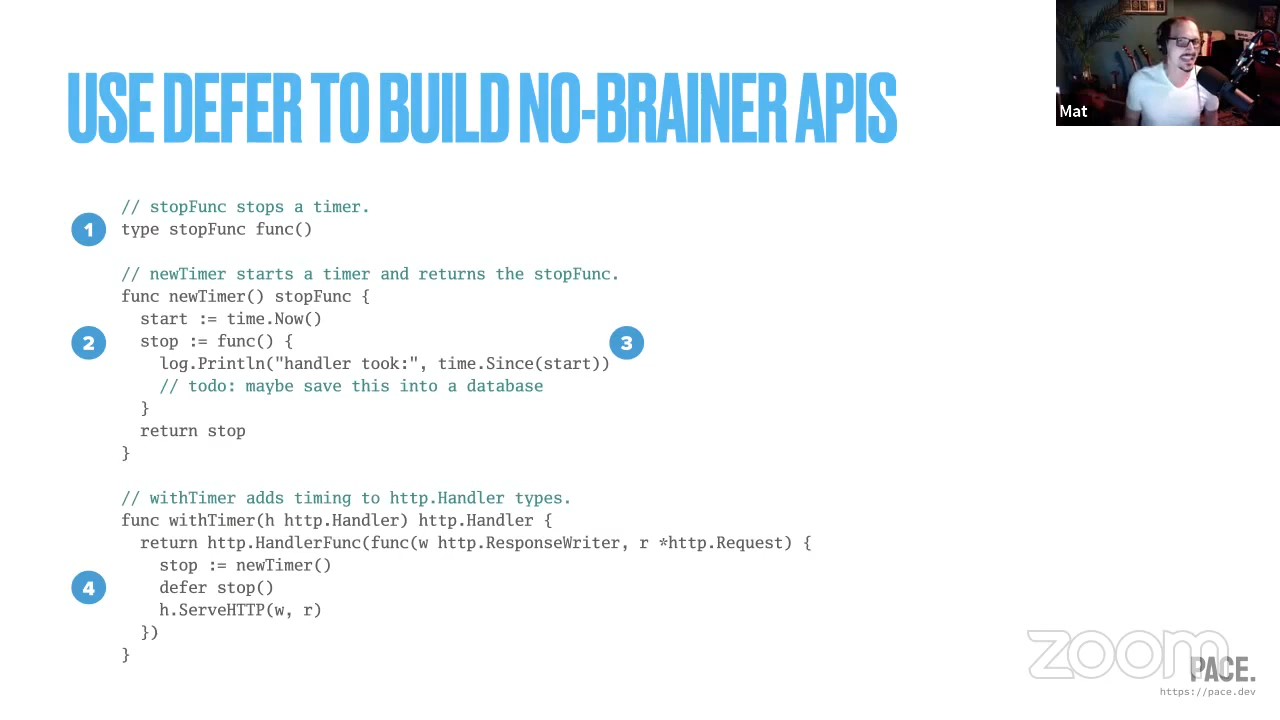 USE DEFER TO BUILD NO-BRAINER APIS
Mat
// stopFunc stops a timer.
1
type stopFunc func()
// newTimer starts a timer and returns the stopFunc.
func newTimer() stopFunc {
start := time.Now()
2
stop := func() {
3
log.Println("handler took:", time.Since(start))
// todo: maybe save this into a database
}
return stop
}
// withTimer adds timing to http.Handler types.
func withTimer(h http.Handler) http.Handler {
return http.HandlerFunc(func(w http.ResponseWriter, r *http.Request) {
stop := newTimer()
4
defer stop()
h.ServeHTTP(w, r)
})
}
zoom
PACE.
https://pace.dev